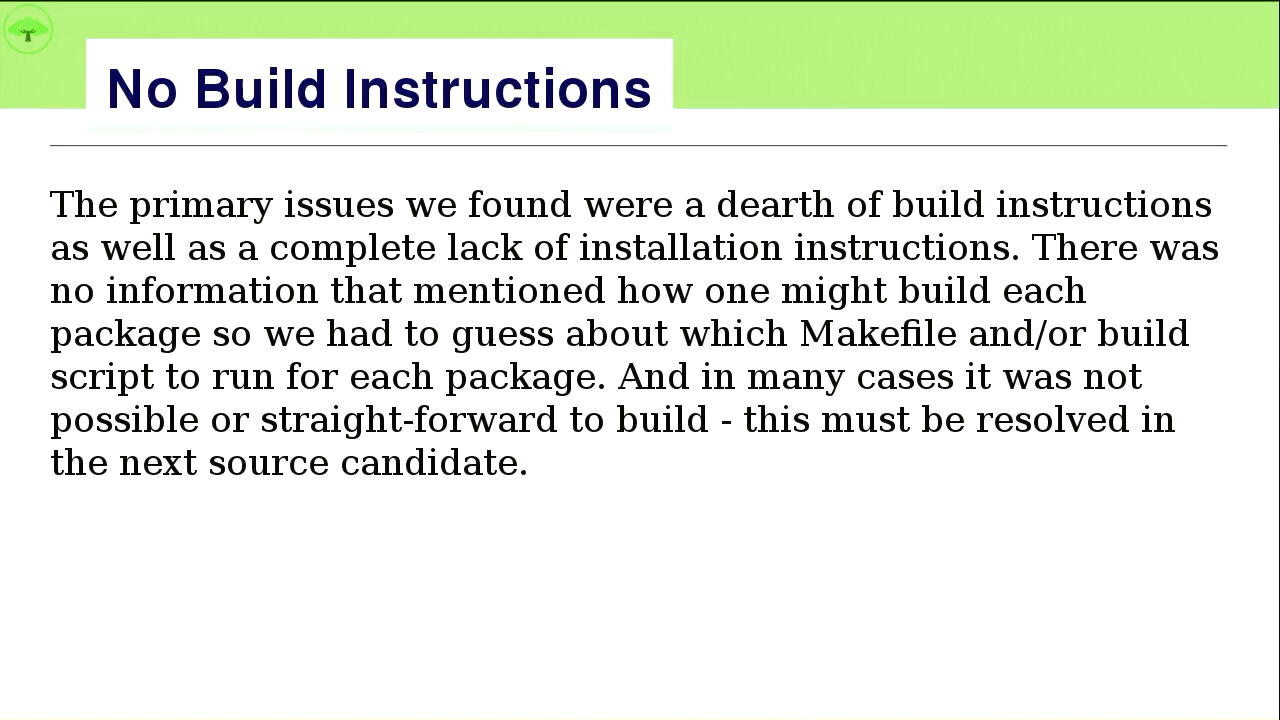 No Build Instructions
The primary issues we found were a dearth of build instructions
as well as a complete lack of installation instructions. There was
no information that mentioned how one might build each
package so we had to guess about which Makefile and/or build
script to run for each package. And in many cases it was not
possible or straight-forward to build - this must be resolved in
the next source candidate.